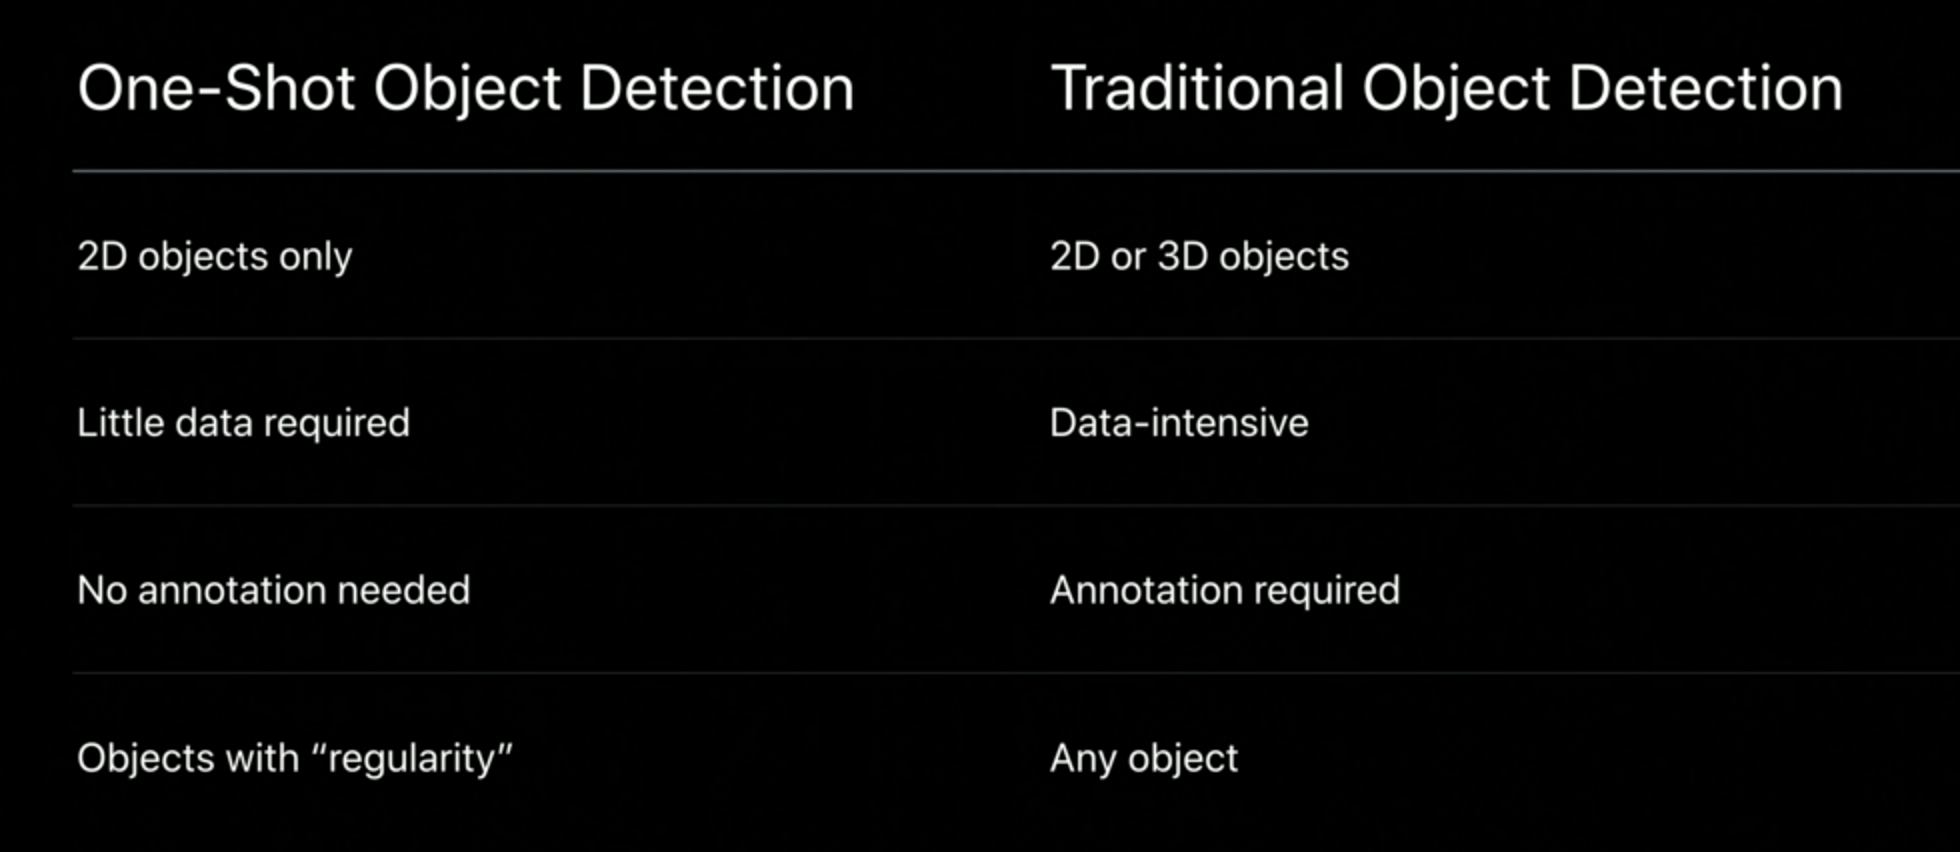 One-Shot Object Detection Traditional Object Detection
2D objects only 2D or 3D objects
Little data required Data-intensive
No annotation needed Annotation required
Objects with “regularity” Any object